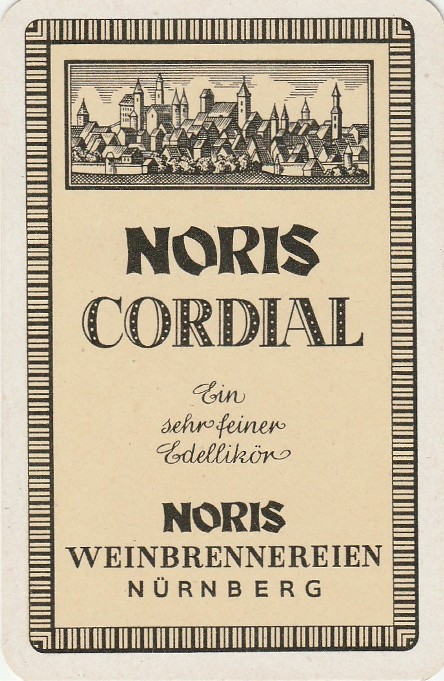 NORIS
CORDIAL
Ein
sehr feiner
Edellikör
NORIS
WEINBRENNEREIEN
NÜRNBERG